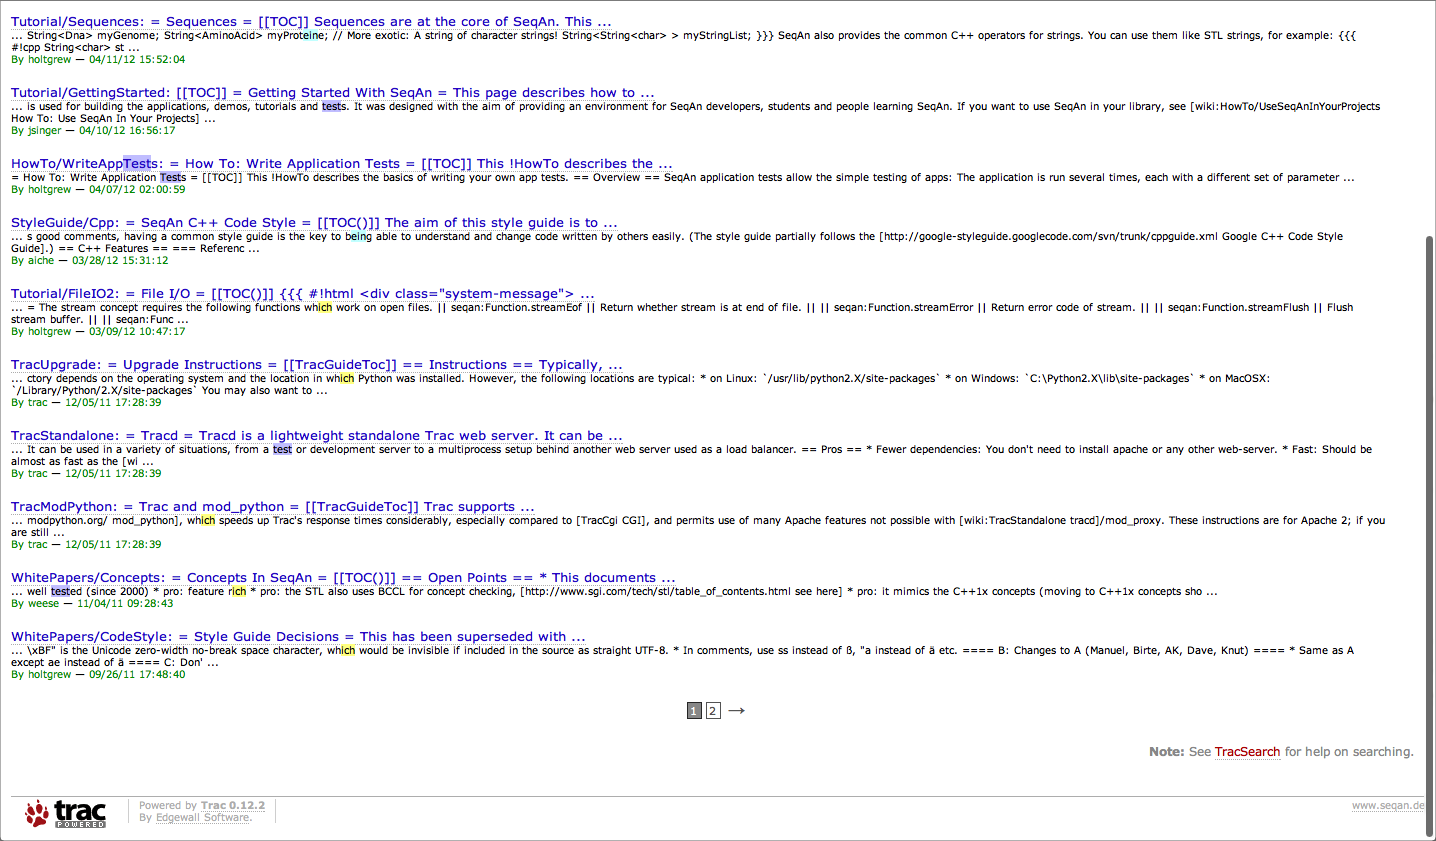 Tutorial/Sequences: = Sequences = [[TOC]] Sequences are at the core of SeqAn. This ...
... String<Dna> myGenome; String<AminoAcid> myProteine; // More exotic: A string of character strings! String<String<char> > myStringList; }}} SeqAn also provides the common C++ operators for strings. You can use them like STL strings, for example: {{{
#!cpp String<char> st ...
By holtgrew — 04/11/12 15:52:04
Tutorial/GettingStarted: [[TOC]] = Getting Started With SeqAn = This page describes how to ...
... is used for building the applications, demos, tutorials and tests. It was designed with the aim of providing an environment for SeqAn developers, students and people learning SeqAn. If you want to use SeqAn in your library, see [wiki:HowTo/UseSeqAnInYourProjects
How To: Use SeqAn In Your Projects] ...
By jsinger — 04/10/12 16:56:17
HowTo/WriteAppTests: = How To: Write Application Tests = [[TOC]] This !HowTo describes the ...
= How To: Write Application Tests = [[TOC]] This !HowTo describes the basics of writing your own app tests. == Overview == SeqAn application tests allow the simple testing of apps: The application is run several times, each with a different set of parameter ...
By holtgrew — 04/07/12 02:00:59
StyleGuide/Cpp: = SeqAn C++ Code Style = [[TOC()]] The aim of this style guide is to ...
... s good comments, having a common style guide is the key to being able to understand and change code written by others easily. (The style guide partially follows the [http://google-styleguide.googlecode.com/svn/trunk/cppguide.xml Google C++ Code Style
Guide].) == C++ Features == === Referenc ...
By aiche — 03/28/12 15:31:12
Tutorial/FileIO2: = File I/O = [[TOC()]] {{{ #!html <div class="system-message"> ...
... = The stream concept requires the following functions which work on open files. || seqan:Function.streamEof || Return whether stream is at end of file. || || seqan:Function.streamError || Return error code of stream. || || seqan:Function.streamFlush || Flush
stream buffer. || || seqan:Func ...
By holtgrew — 03/09/12 10:47:17
TracUpgrade: = Upgrade Instructions = [[TracGuideToc]] == Instructions == Typically, ...
... ctory depends on the operating system and the location in which Python was installed. However, the following locations are typical: * on Linux: `/usr/lib/python2.X/site-packages` * on Windows: `C:\Python2.X\lib\site-packages` * on MacOSX:
`/Library/Python/2.X/site-packages` You may also want to ...
By trac — 12/05/11 17:28:39
TracStandalone: = Tracd = Tracd is a lightweight standalone Trac web server. It can be ...
... It can be used in a variety of situations, from a test or development server to a multiprocess setup behind another web server used as a load balancer. == Pros == * Fewer dependencies: You don't need to install apache or any other web-server. * Fast: Should be
almost as fast as the [wi ...
By trac — 12/05/11 17:28:39
TracModPython: = Trac and mod_python = [[TracGuideToc]] Trac supports ...
... modpython.org/ mod_python], which speeds up Trac's response times considerably, especially compared to [TracCgi CGI], and permits use of many Apache features not possible with [wiki:TracStandalone tracd]/mod_proxy. These instructions are for Apache 2; if you
are still ...
By trac — 12/05/11 17:28:39
WhitePapers/Concepts: = Concepts In SeqAn = [[TOC()]] == Open Points == * This documents ...
... well tested (since 2000) * pro: feature rich * pro: the STL also uses BCCL for concept checking, [http://www.sgi.com/tech/stl/table_of_contents.html see here] * pro: it mimics the C++1x concepts (moving to C++1x concepts sho ...
By weese — 11/04/11 09:28:43
WhitePapers/CodeStyle: = Style Guide Decisions = This has been superseded with ...
... \xBF" is the Unicode zero-width no-break space character, which would be invisible if included in the source as straight UTF-8. * In comments, use ss instead of ß, "a instead of ä etc. ==== B: Changes to A (Manuel, Birte, AK, Dave, Knut) ==== * Same as A
except ae instead of ä ==== C: Don' ...
By holtgrew — 09/26/11 17:48:40
1 2 →
Note: See TracSearch for help on searching.
trac POWERED
Powered by Trac 0.12.2
By Edgewall Software.
www.seqan.de